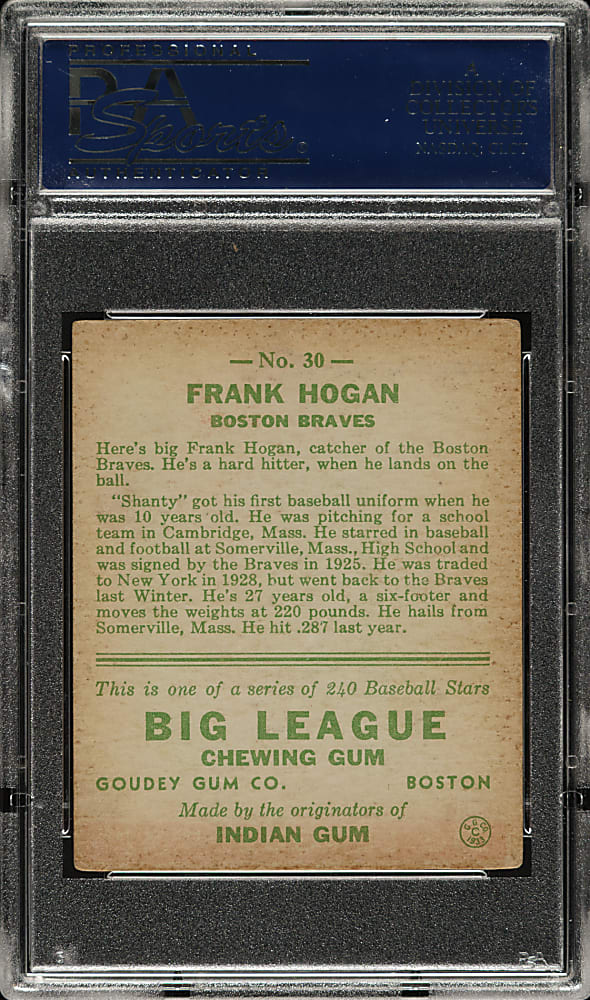 PROFESSIONAL
PSA
Sports
AUTHENTICATOR
A
DIVISION OF
COLLECTORS
UNIVERSE
NASDAQ: CLCT
— No. 30 —
FRANK HOGAN
BOSTON BRAVES
Here's big Frank Hogan, catcher of the Boston
Braves. He's a hard hitter, when he lands on the
ball.
"Shanty" got his first baseball uniform when he
was 10 years old. He was pitching for a school
team in Cambridge, Mass. He starred in baseball
and football at Somerville, Mass., High School and
was signed by the Braves in 1925. He was traded
to New York in 1928, but went back to the Braves
last Winter. He's 27 years old, a six-footer and
moves the weights at 220 pounds. He hails from
Somerville, Mass. He hit .287 last year.
This is one of a series of 240 Baseball Stars
BIG LEAGUE
CHEWING GUM
GOUDEY GUM CO. BOSTON
Made by the originators of
INDIAN GUM
G. G. CO.
C
1933
PSA